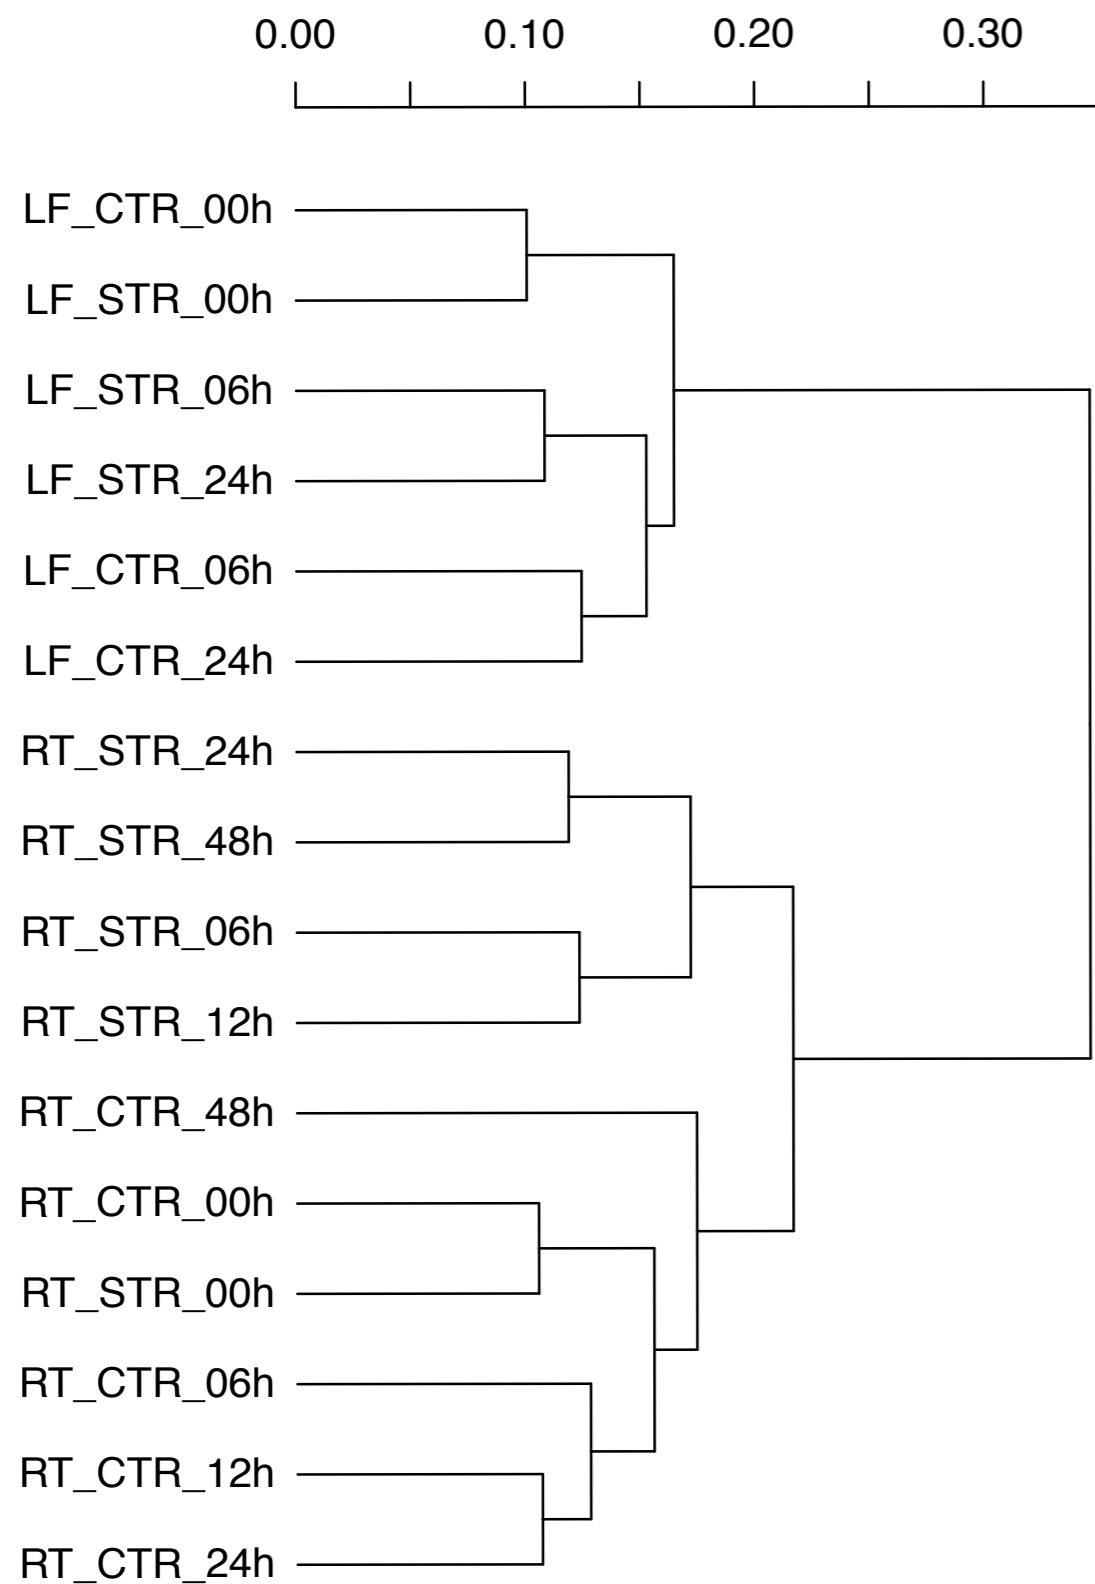 0.00 0.10 0.20 0.30
LF_CTR_00h
LF_STR_00h
LF_STR_06h
LF_STR_24h
LF_CTR_06h
LF_CTR_24h
RT_STR_24h
RT_STR_48h
RT_STR_06h
RT_STR_12h
RT_CTR_48h
RT_CTR_00h
RT_STR_00h
RT_CTR_06h
RT_CTR_12h
RT_CTR_24h